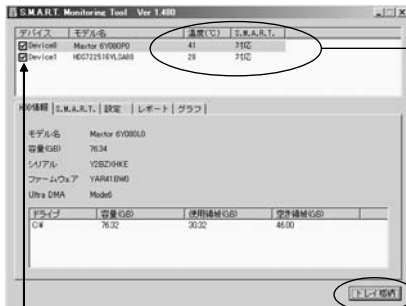 S.M.A.R.T. Monitoring Tool Ver 1.400
デバイス モデル名 温度(℃) S.M.A.R.T.
Device0 Maxtor 6Y080P0 41 対応
Device1 HDS722516VLSA80 28 対応
HDD情報 S.M.A.R.T. 設定 レポート グラフ
モデル名 Maxtor 6Y080L0
容量(GB) 76.34
シリアル Y2BZXHKE
ファームウェア YAR41BW0
Ultra DMA Mode6
ドライブ 容量(GB) 使用領域(GB) 空き領域(GB)
C:¥ 76.32 30.32 46.00
トレイ格納